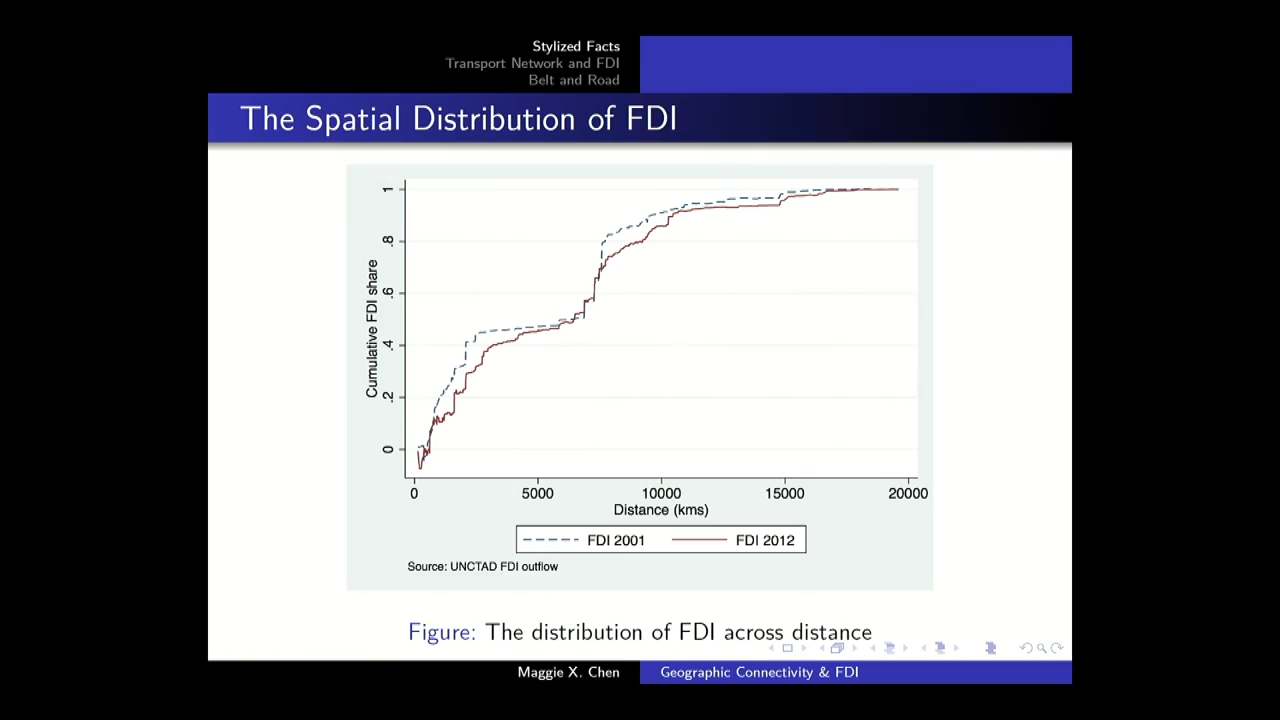 Stylized Facts
Transport Network and FDI
Belt and Road
The Spatial Distribution of FDI
Cumulative FDI share
1
.8
.6
.4
.2
0
0 5000 10000 15000 20000
Distance (kms)
FDI 2001 FDI 2012
Source: UNCTAD FDI outflow
Figure: The distribution of FDI across distance
Maggie X. Chen Geographic Connectivity & FDI